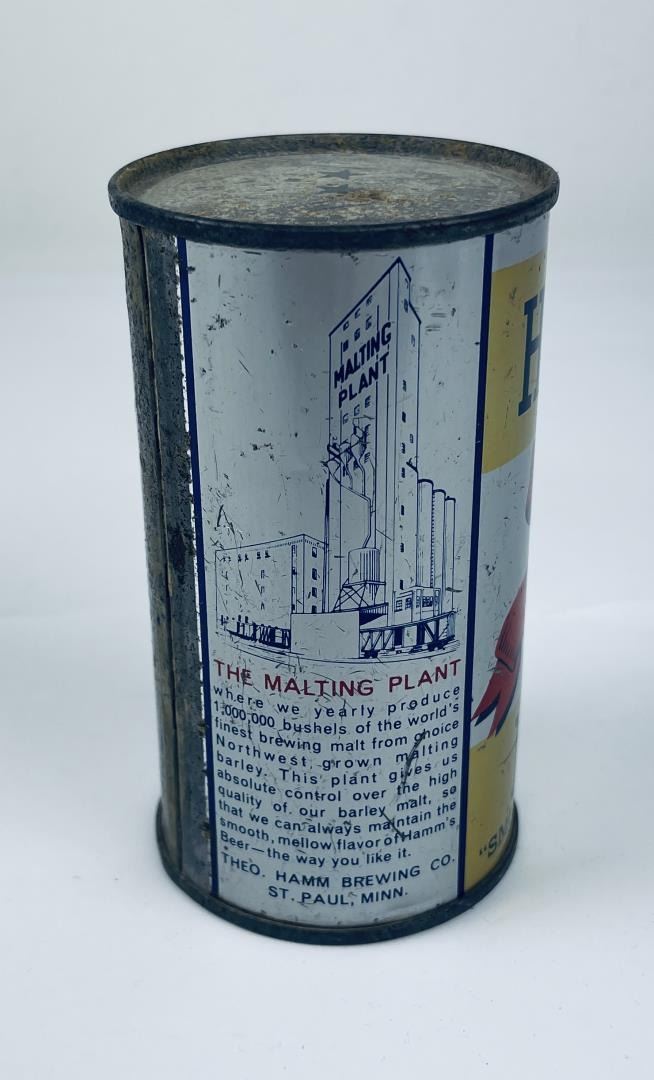 MALTING
PLANT
THE MALTING PLANT
where we yearly produce
1,000,000 bushels of the world's
finest brewing malt from choice
Northwest grown malting
barley. This plant gives us
absolute control over the high
quality of our barley malt, so
that we can always maintain the
smooth, mellow flavor of Hamm's
Beer—the way you like it.
THEO. HAMM BREWING CO.
ST. PAUL, MINN.
H
"SM